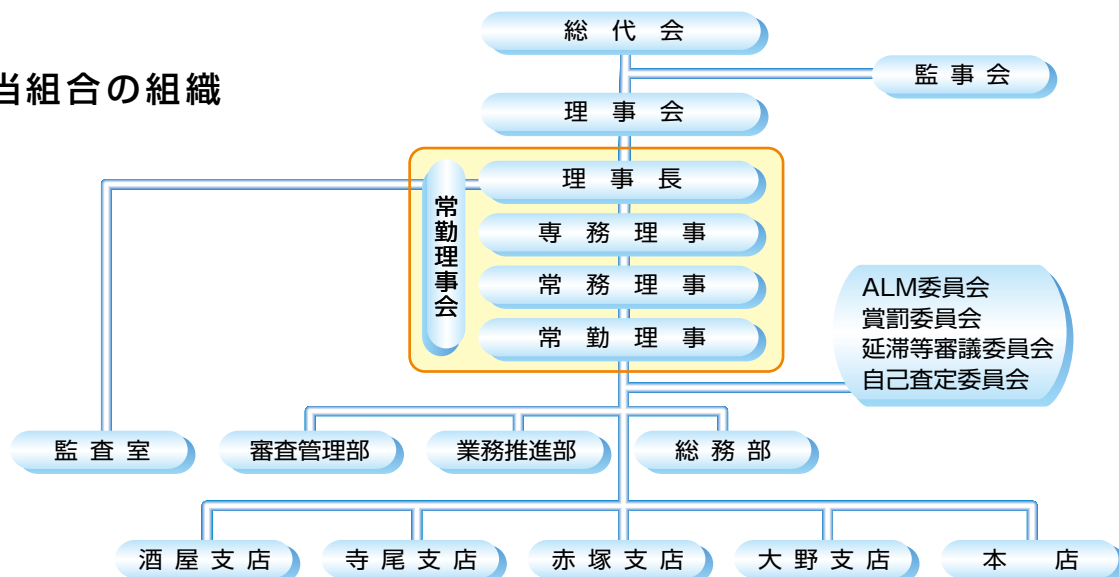 総代会
監事会
当組合の組織
理事会
理事長
常勤理事会
専務理事
常務理事
常勤理事
ALM委員会
賞罰委員会
延滞等審議委員会
自己査定委員会
監査室
審査管理部
業務推進部
総務部
酒屋支店
寺尾支店
赤塚支店
大野支店
本店